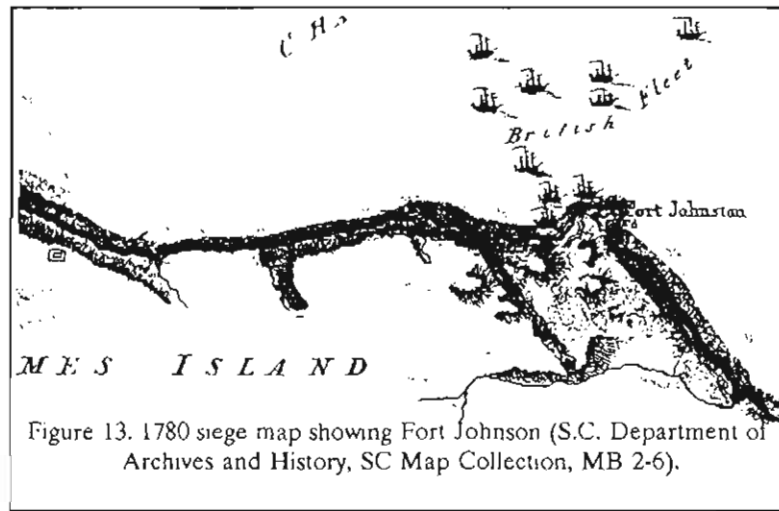 CHA
British Fleet
Fort Johnston
MES ISLAND
Figure 13. 1780 siege map showing Fort Johnson (S.C. Department of
Archives and History, SC Map Collection, MB 2-6).